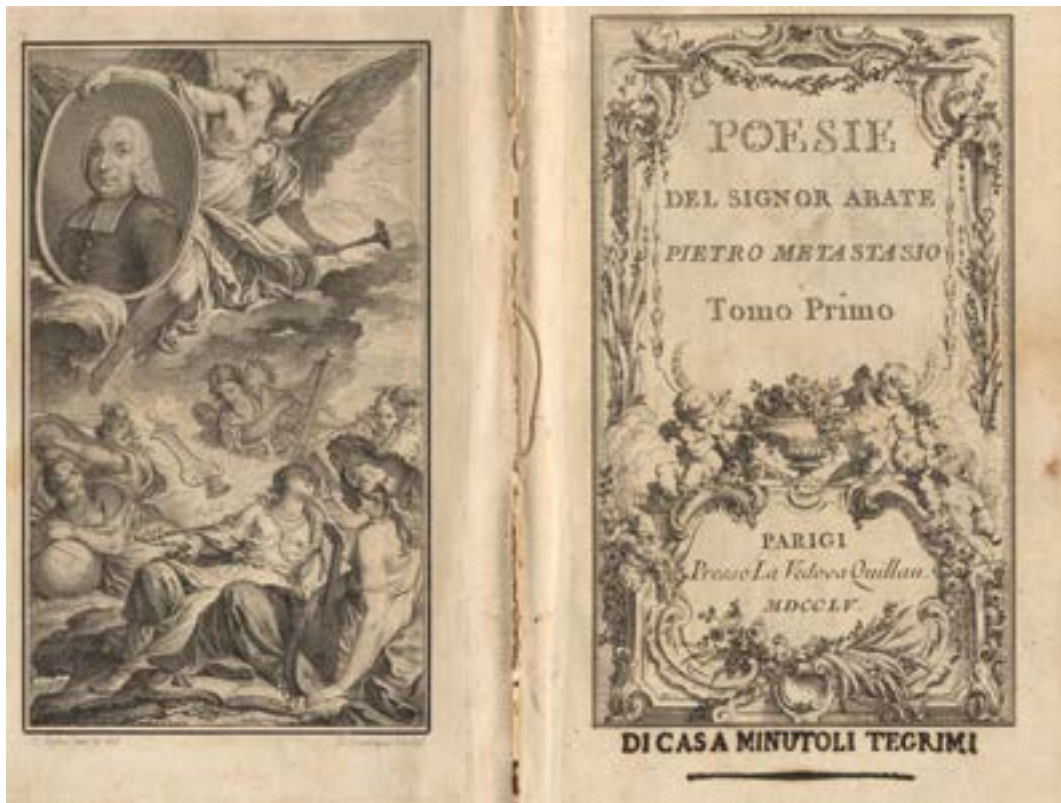 POESIE
DEL SIGNOR ABATE
PIETRO METASTASIO
Tomo Primo
PARIGI
Presso La Vedova Quillau.
MDCCLV.
DI CASA MINUTOLI TEGRIMI